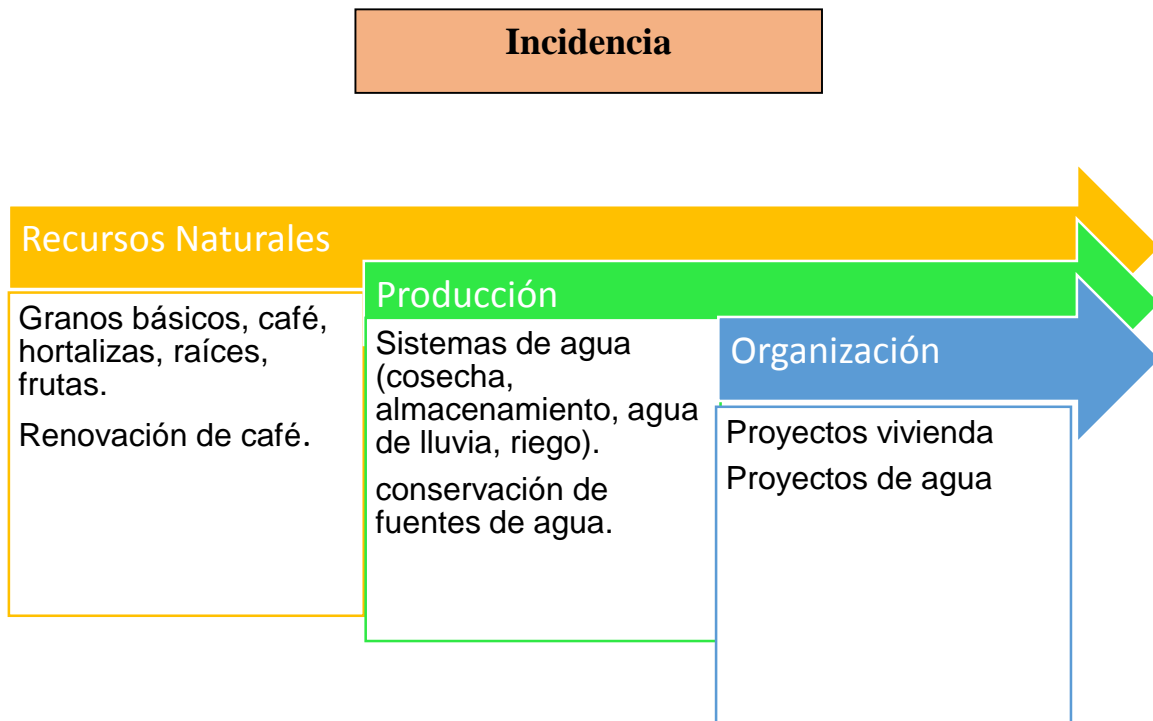 Incidencia
Recursos Naturales
Granos básicos, café,
hortalizas, raíces,
frutas.
Renovación de café.
Producción
Sistemas de agua
(cosecha,
almacenamiento, agua
de lluvia, riego).
conservación de
fuentes de agua.
Organización
Proyectos vivienda
Proyectos de agua